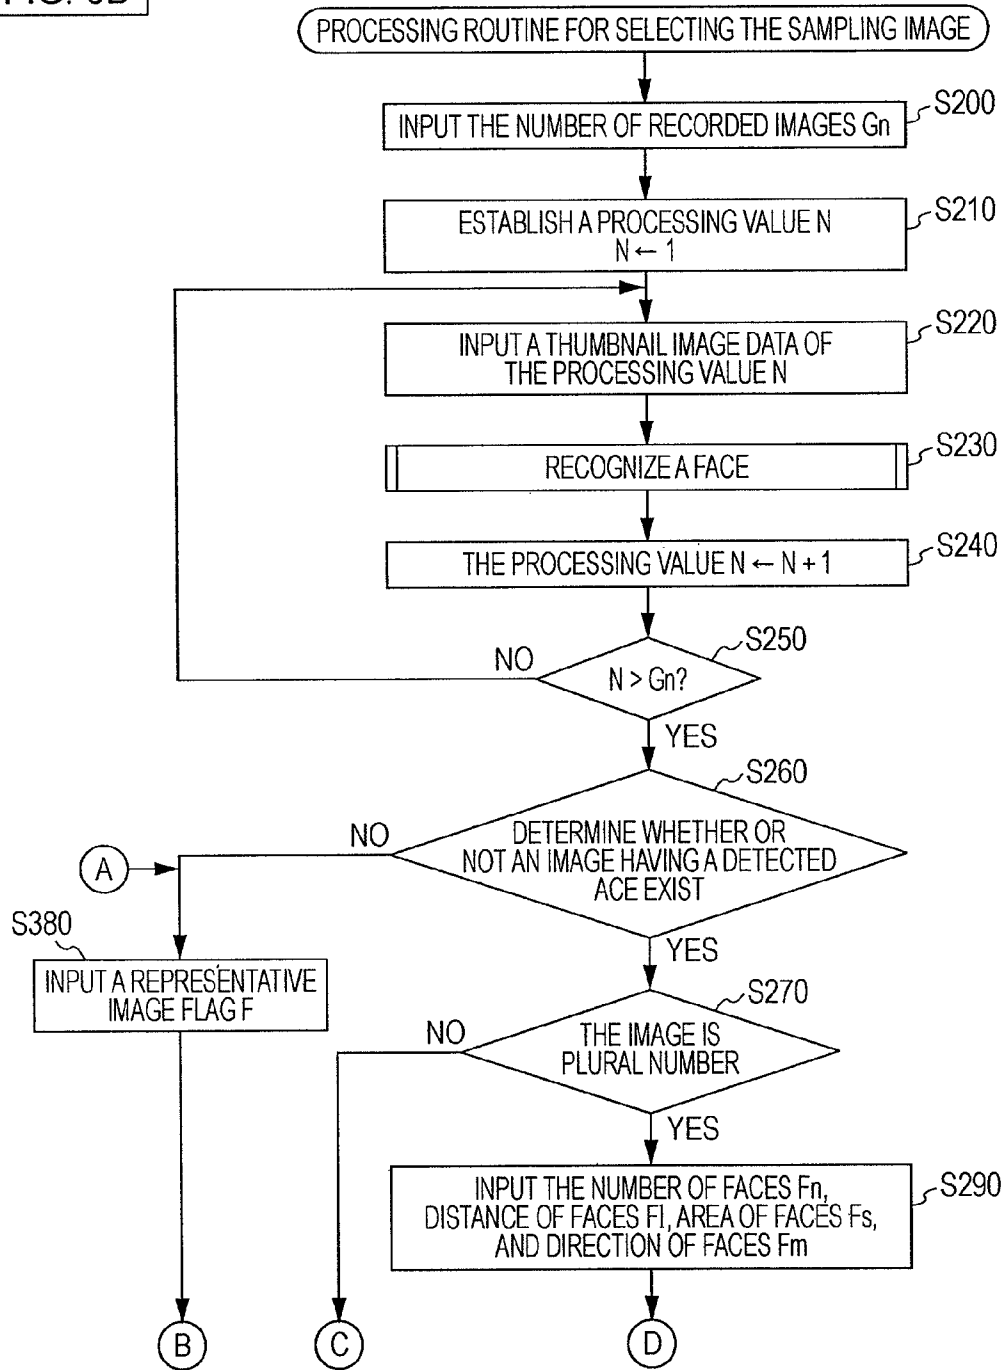 PROCESSING ROUTINE FOR SELECTING THE SAMPLING IMAGE
INPUT THE NUMBER OF RECORDED IMAGES Gn
S200
ESTABLISH A PROCESSING VALUE N
N ← 1
S210
INPUT A THUMBNAIL IMAGE DATA OF
THE PROCESSING VALUE N
S220
RECOGNIZE A FACE
S230
THE PROCESSING VALUE N ← N + 1
S240
N > Gn?
S250
NO
YES
DETERMINE WHETHER OR
NOT AN IMAGE HAVING A DETECTED
ACE EXIST
S260
NO
YES
A
S380
INPUT A REPRESENTATIVE
IMAGE FLAG F
THE IMAGE IS
PLURAL NUMBER
S270
NO
YES
INPUT THE NUMBER OF FACES Fn,
DISTANCE OF FACES Fl, AREA OF FACES Fs,
AND DIRECTION OF FACES Fm
S290
B
C
D